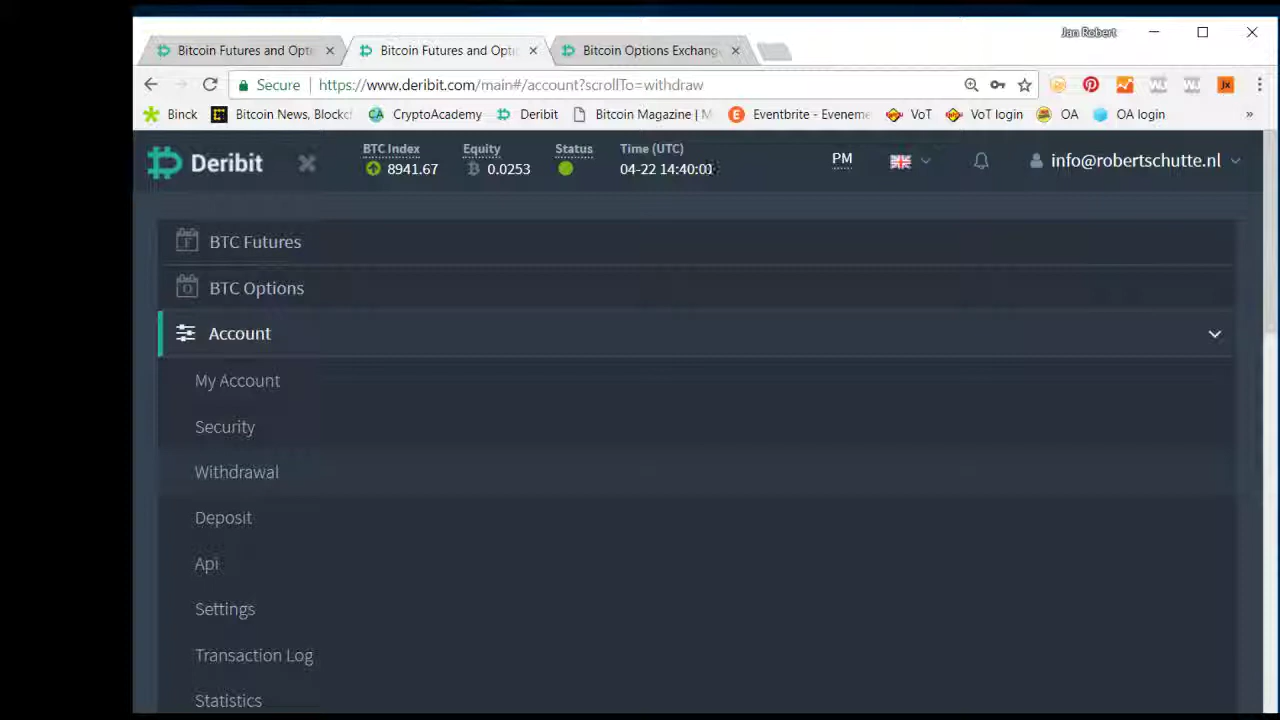 Jan Robert
Bitcoin Futures and Opti
Bitcoin Futures and Opti
Bitcoin Options Exchang
Secure
https://www.deribit.com/main#/account?scrollTo=withdraw
Binck
Bitcoin News, Blockc
CryptoAcademy
Deribit
Bitcoin Magazine | M
Eventbrite - Eveneme
VoT
VoT login
OA
OA login
»
Deribit
BTC Index
8941.67
Equity
0.0253
Status
Time (UTC)
04-22 14:40:01
PM
info@robertschutte.nl
BTC Futures
BTC Options
Account
My Account
Security
Withdrawal
Deposit
Api
Settings
Transaction Log
Statistics